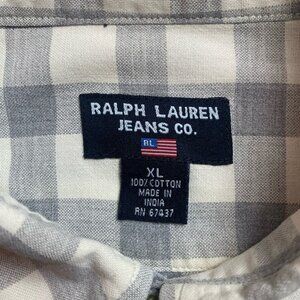 RALPH LAUREN
JEANS CO.
RL
XL
100% COTTON
MADE IN
INDIA
RN 67437